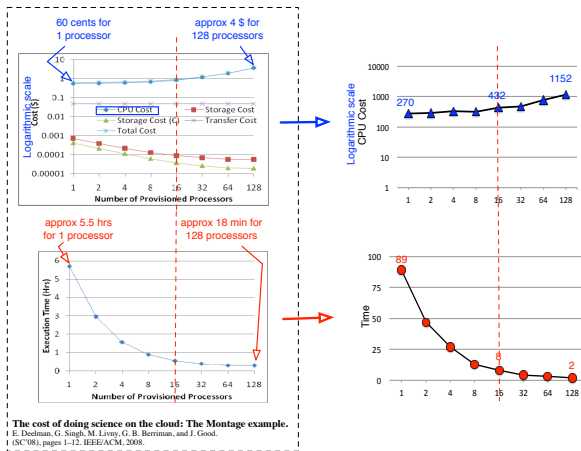 60 cents for
1 processor
approx 4 $ for
128 processors
Logarithmic scale
Cost ($)
10
1
0.1
0.01
0.001
0.0001
0.00001
CPU Cost
Storage Cost
Storage Cost (C)
Transfer Cost
Total Cost
1 2 4 8 16 32 64 128
Number of Provisioned Processors
Logarithmic scale
CPU Cost
10000
1000
100
10
1
270
432
1152
1 2 4 8 16 32 64 128
approx 5.5 hrs
for 1 processor
approx 18 min for
128 processors
Execution Time (Hrs)
6
5
4
3
2
1
0
1 2 4 8 16 32 64 128
Number of Provisioned Processors
Time
100
75
50
25
0
89
8
2
1 2 4 8 16 32 64 128
The cost of doing science on the cloud: The Montage example.
E. Deelman, G. Singh, M. Livny, G. B. Berriman, and J. Good.
(SC'08), pages 1–12. IEEE/ACM, 2008.